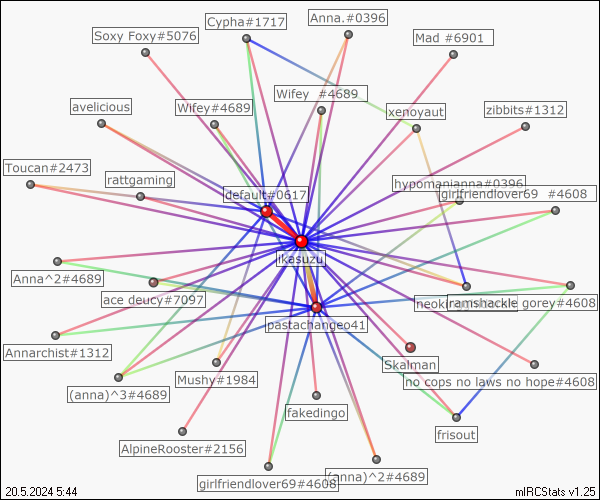 Cypha#1717
Anna.#0396
Soxy Foxy#5076
Mad #6901
avelicious
Wifey#4689
Wifey #4689
xenoyaut
zibbits#1312
Toucan#2473
rattgaming
default#0617
hypomanianna#0396
girlfriendlover69 #4608
ikasuzu
Anna^2#4689
ace deucy#7097
ramshackle gorey#4608
pastachangeo41
Annarchist#1312
Skalman
(anna)^3#4689
Mushy#1984
no cops no laws no hope#4608
fakedingo
frisout
AlpineRooster#2156
(anna)^2#4689
girlfriendlover69#4608
20.5.2024 5:44
mIRCStats v1.25